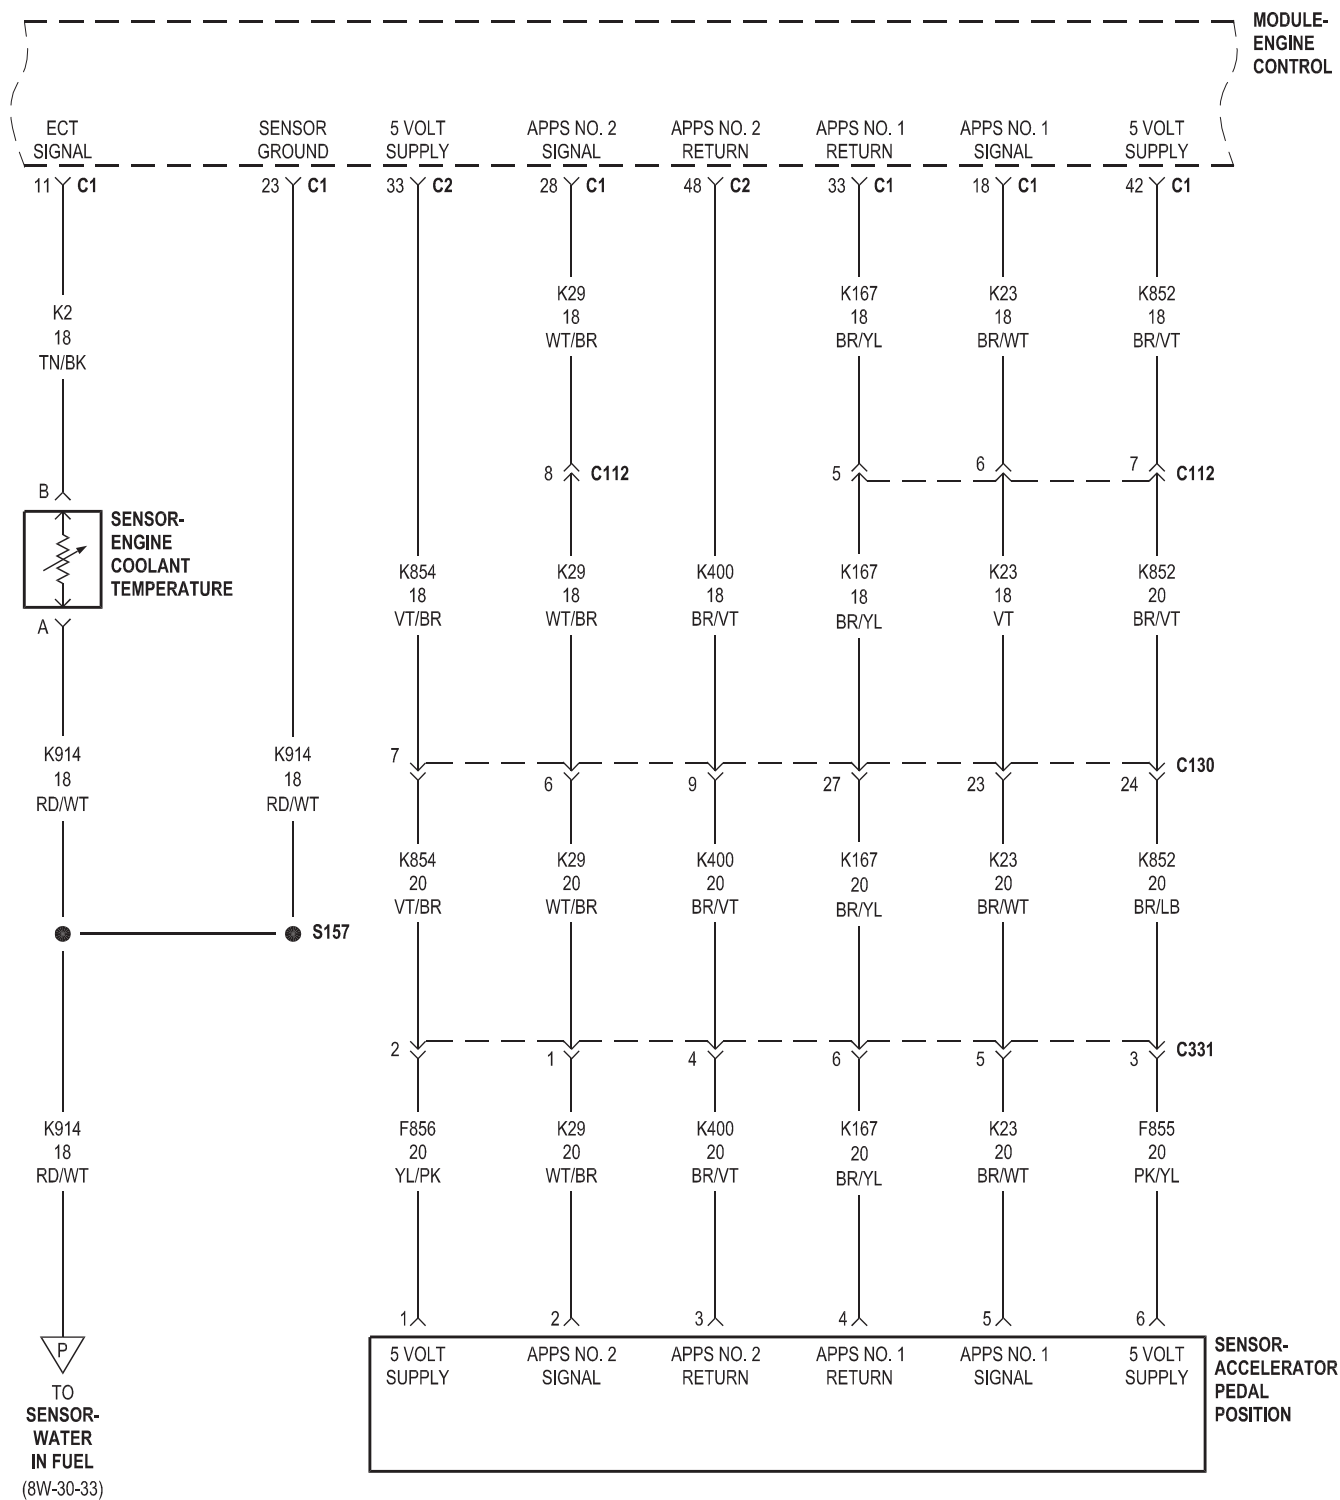 MODULE-
ENGINE
CONTROL
ECT
SIGNAL
SENSOR
GROUND
5 VOLT
SUPPLY
APPS NO. 2
SIGNAL
APPS NO. 2
RETURN
APPS NO. 1
RETURN
APPS NO. 1
SIGNAL
5 VOLT
SUPPLY
11 C1
23 C1
33 C2
28 C1
48 C2
33 C1
18 C1
42 C1
K2
18
TN/BK
K29
18
WT/BR
K167
18
BR/YL
K23
18
BR/WT
K852
18
BR/VT
8 C112
5
6
7
C112
B
SENSOR-
ENGINE
COOLANT
TEMPERATURE
A
K854
18
VT/BR
K29
18
WT/BR
K400
18
BR/VT
K167
18
BR/YL
K23
18
VT
K852
20
BR/VT
K914
18
RD/WT
K914
18
RD/WT
7
6
9
27
23
24
C130
K854
20
VT/BR
K29
20
WT/BR
K400
20
BR/VT
K167
20
BR/YL
K23
20
BR/WT
K852
20
BR/LB
S157
2
1
4
6
5
3
C331
K914
18
RD/WT
F856
20
YL/PK
K29
20
WT/BR
K400
20
BR/VT
K167
20
BR/YL
K23
20
BR/WT
F855
20
PK/YL
1
2
3
4
5
6
P
TO
SENSOR-
WATER
IN FUEL
(8W-30-33)
5 VOLT
SUPPLY
APPS NO. 2
SIGNAL
APPS NO. 2
RETURN
APPS NO. 1
RETURN
APPS NO. 1
SIGNAL
5 VOLT
SUPPLY
SENSOR-
ACCELERATOR
PEDAL
POSITION